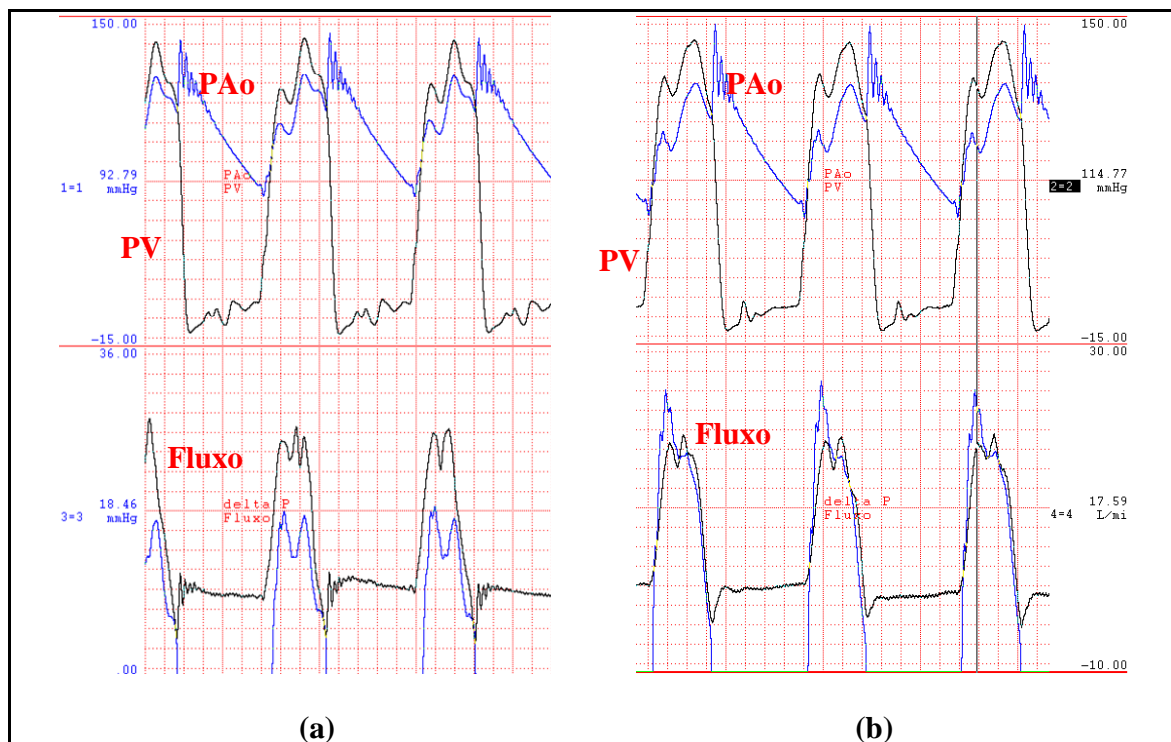 150.00
PAo
1=1 92.79
mmHg
PAo
PV
PV
-15.00
36.00
Fluxo
18.46
3=3 mmHg
delta P
Fluxo
.00
(a)
150.00
PAo
114.77
2=2 mmHg
PAo
PV
PV
-15.00
30.00
Fluxo
17.59
4=4 L/mi
delta P
Fluxo
-10.00
(b)